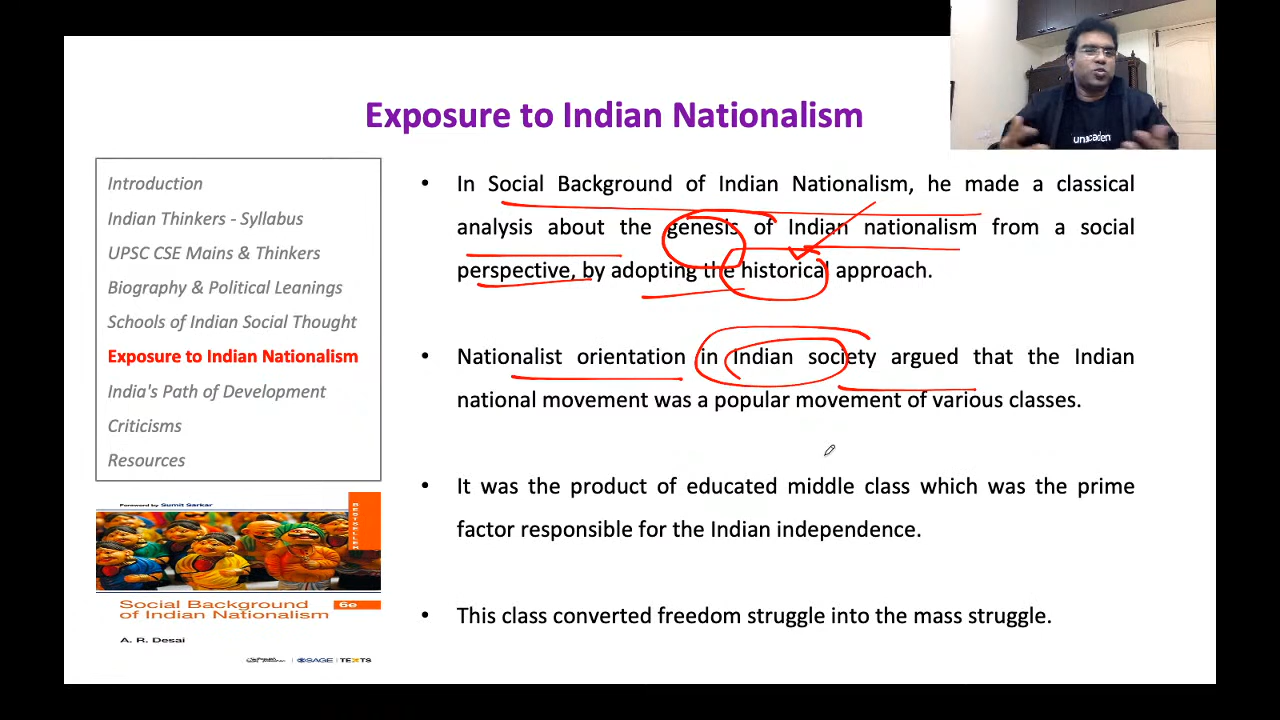 Exposure to Indian Nationalism
Introduction
Indian Thinkers - Syllabus
UPSC CSE Mains & Thinkers
Biography & Political Leanings
Schools of Indian Social Thought
Exposure to Indian Nationalism
India's Path of Development
Criticisms
Resources
Foreword by Sumit Sarkar
Social Background
of Indian Nationalism
6e
A. R. Desai
SAGE | TEXTS
• In Social Background of Indian Nationalism, he made a classical
analysis about the genesis of Indian nationalism from a social
perspective, by adopting the historical approach.
• Nationalist orientation in Indian society argued that the Indian
national movement was a popular movement of various classes.
• It was the product of educated middle class which was the prime
factor responsible for the Indian independence.
• This class converted freedom struggle into the mass struggle.